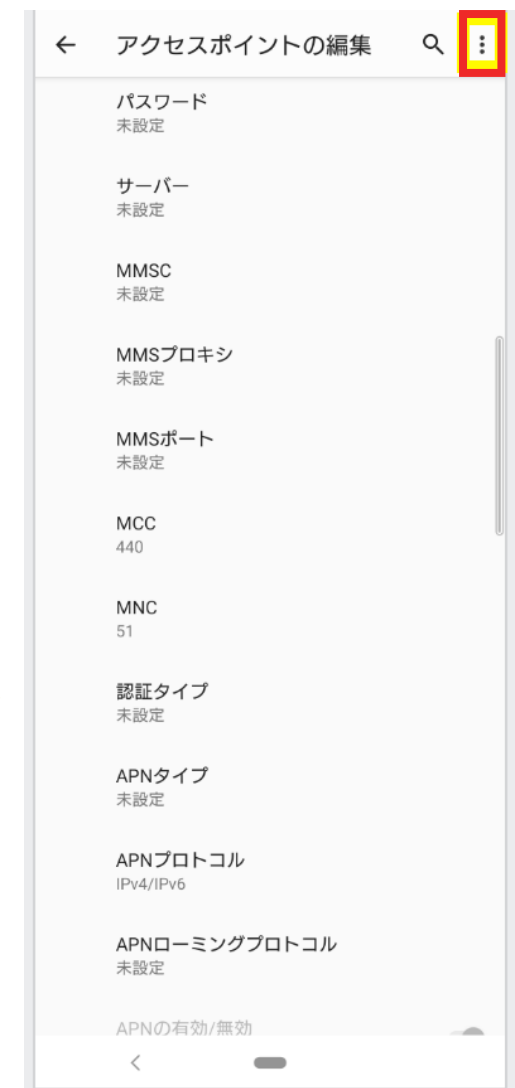 アクセスポイントの編集
パスワード
未設定
サーバー
未設定
MMSC
未設定
MMSプロキシ
未設定
MMSポート
未設定
MCC
440
MNC
51
認証タイプ
未設定
APNタイプ
未設定
APNプロトコル
IPv4/IPv6
APNローミングプロトコル
未設定
APNの有効/無効